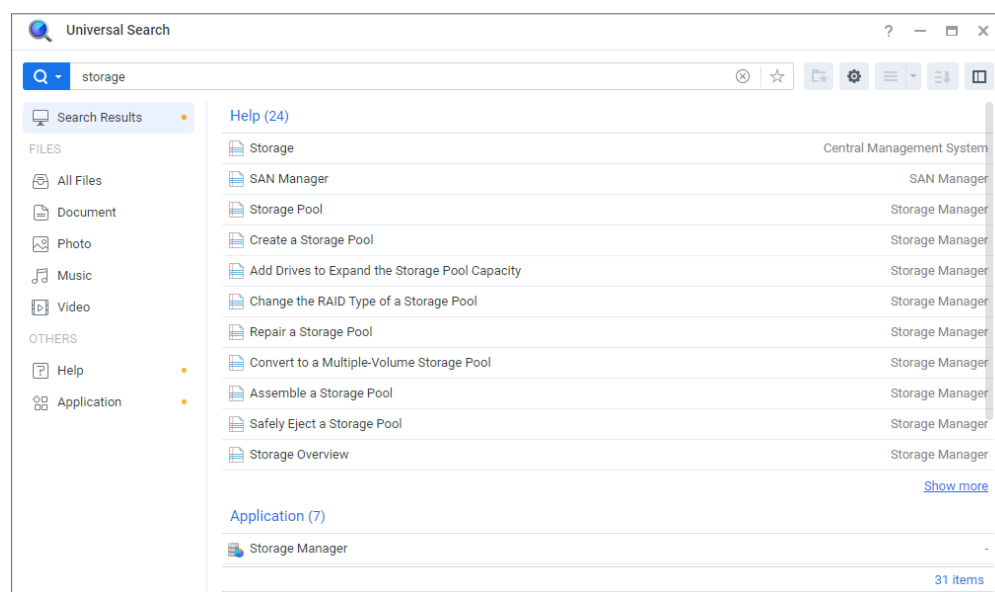 Universal Search
storage
Search Results
FILES
All Files
Document
Photo
Music
Video
OTHERS
Help
Application
Help (24)
Storage Central Management System
SAN Manager SAN Manager
Storage Pool Storage Manager
Create a Storage Pool Storage Manager
Add Drives to Expand the Storage Pool Capacity Storage Manager
Change the RAID Type of a Storage Pool Storage Manager
Repair a Storage Pool Storage Manager
Convert to a Multiple-Volume Storage Pool Storage Manager
Assemble a Storage Pool Storage Manager
Safely Eject a Storage Pool Storage Manager
Storage Overview Storage Manager
Show more
Application (7)
Storage Manager -
31 items